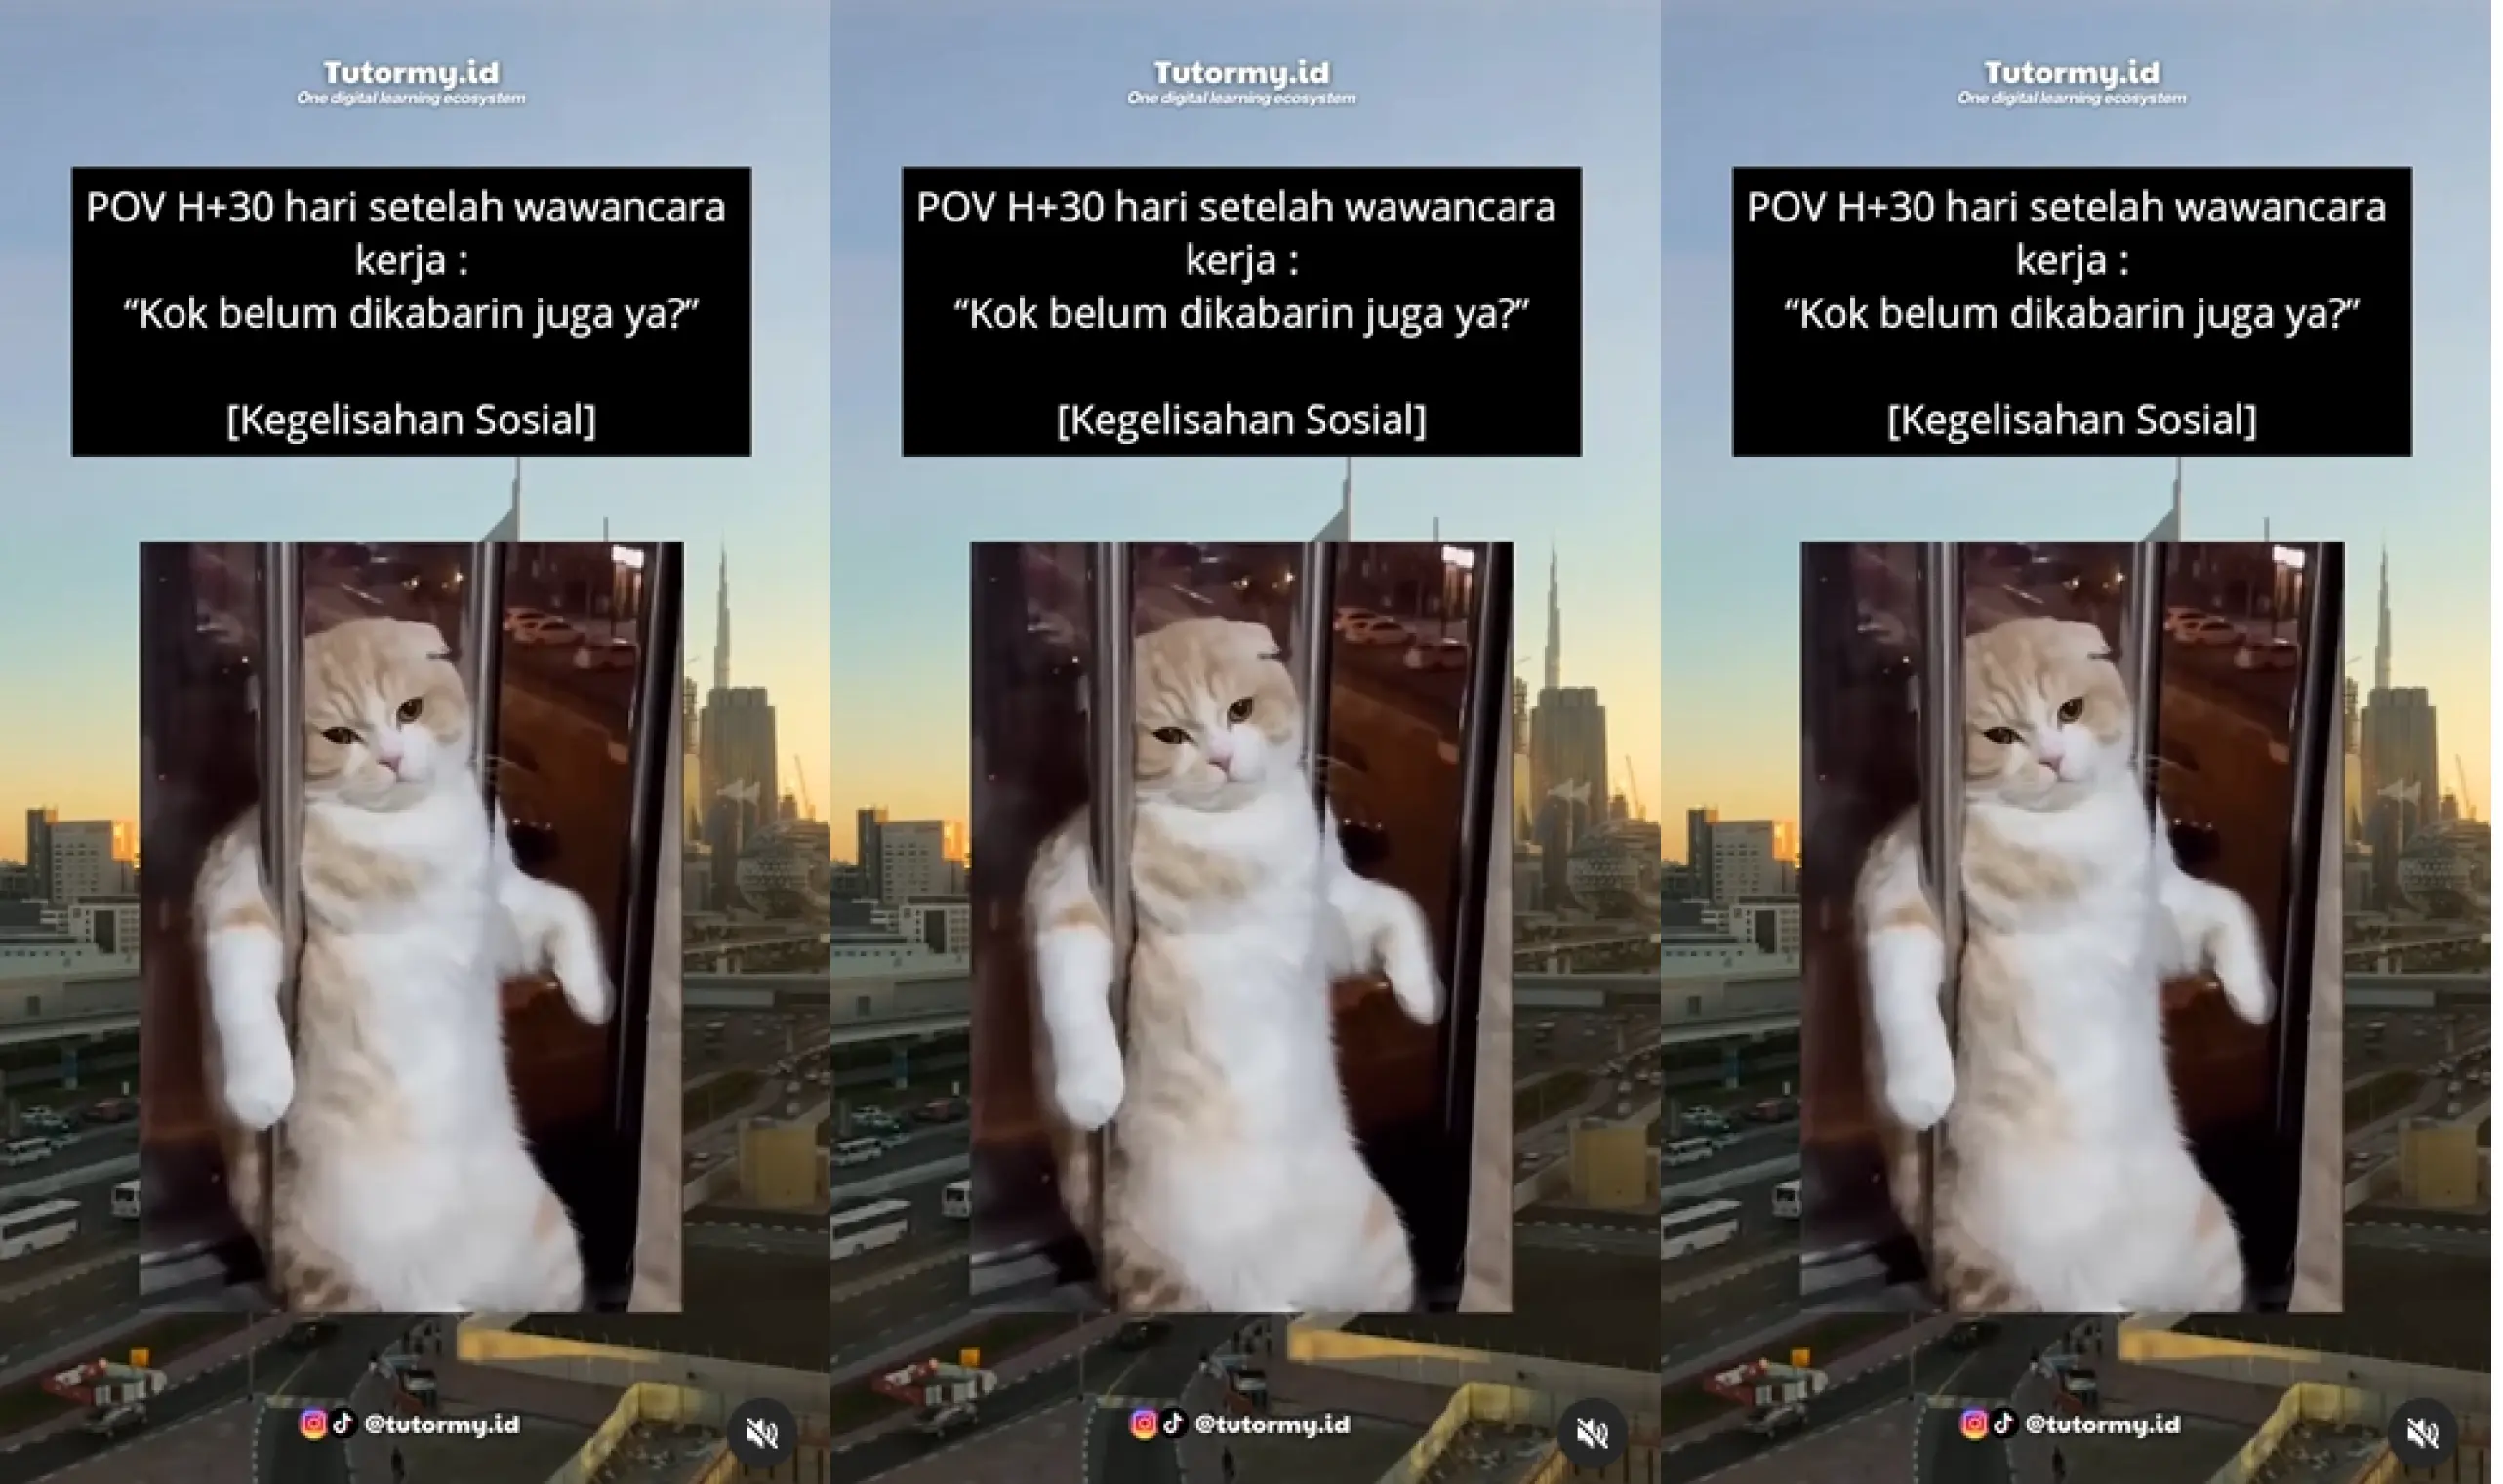 Tutormy.id
One digital learning ecosystem
POV H+30 hari setelah wawancara
kerja :
“Kok belum dikabarin juga ya?”
[Kegelisahan Sosial]
@tutormy.id
Tutormy.id
One digital learning ecosystem
POV H+30 hari setelah wawancara
kerja :
“Kok belum dikabarin juga ya?”
[Kegelisahan Sosial]
@tutormy.id
Tutormy.id
One digital learning ecosystem
POV H+30 hari setelah wawancara
kerja :
“Kok belum dikabarin juga ya?”
[Kegelisahan Sosial]
@tutormy.id